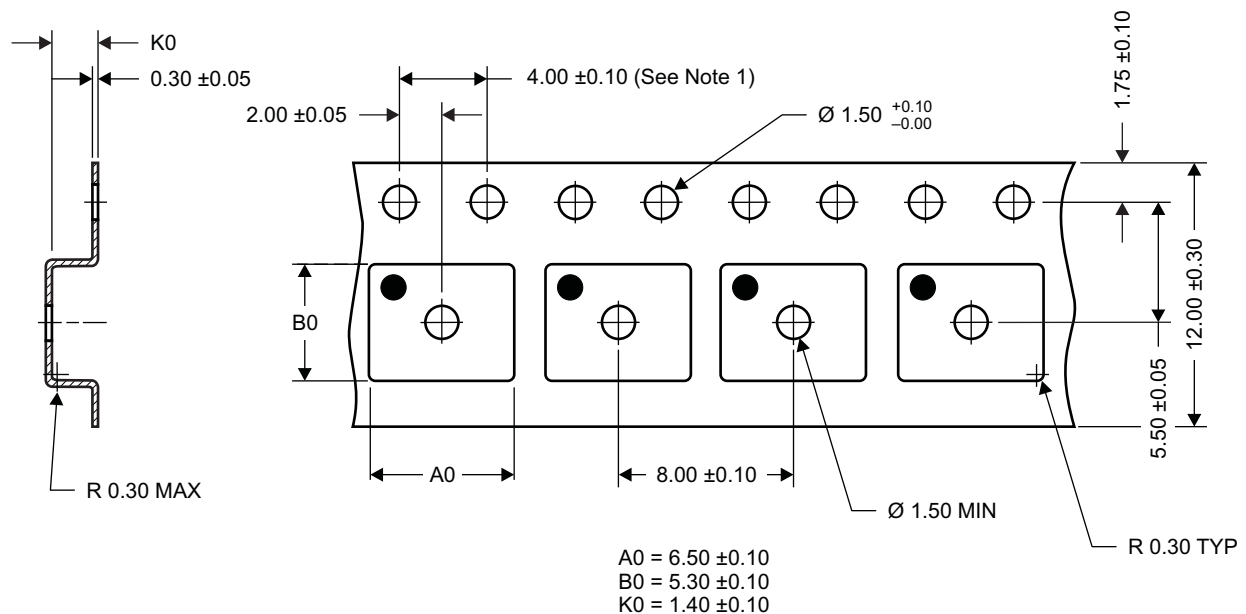 K0
0.30 ±0.05
4.00 ±0.10 (See Note 1)
2.00 ±0.05
Ø 1.50 +0.10 –0.00
1.75 ±0.10
B0
12.00 ±0.30
5.50 ±0.05
A0
8.00 ±0.10
R 0.30 MAX
Ø 1.50 MIN
R 0.30 TYP
A0 = 6.50 ±0.10
B0 = 5.30 ±0.10
K0 = 1.40 ±0.10